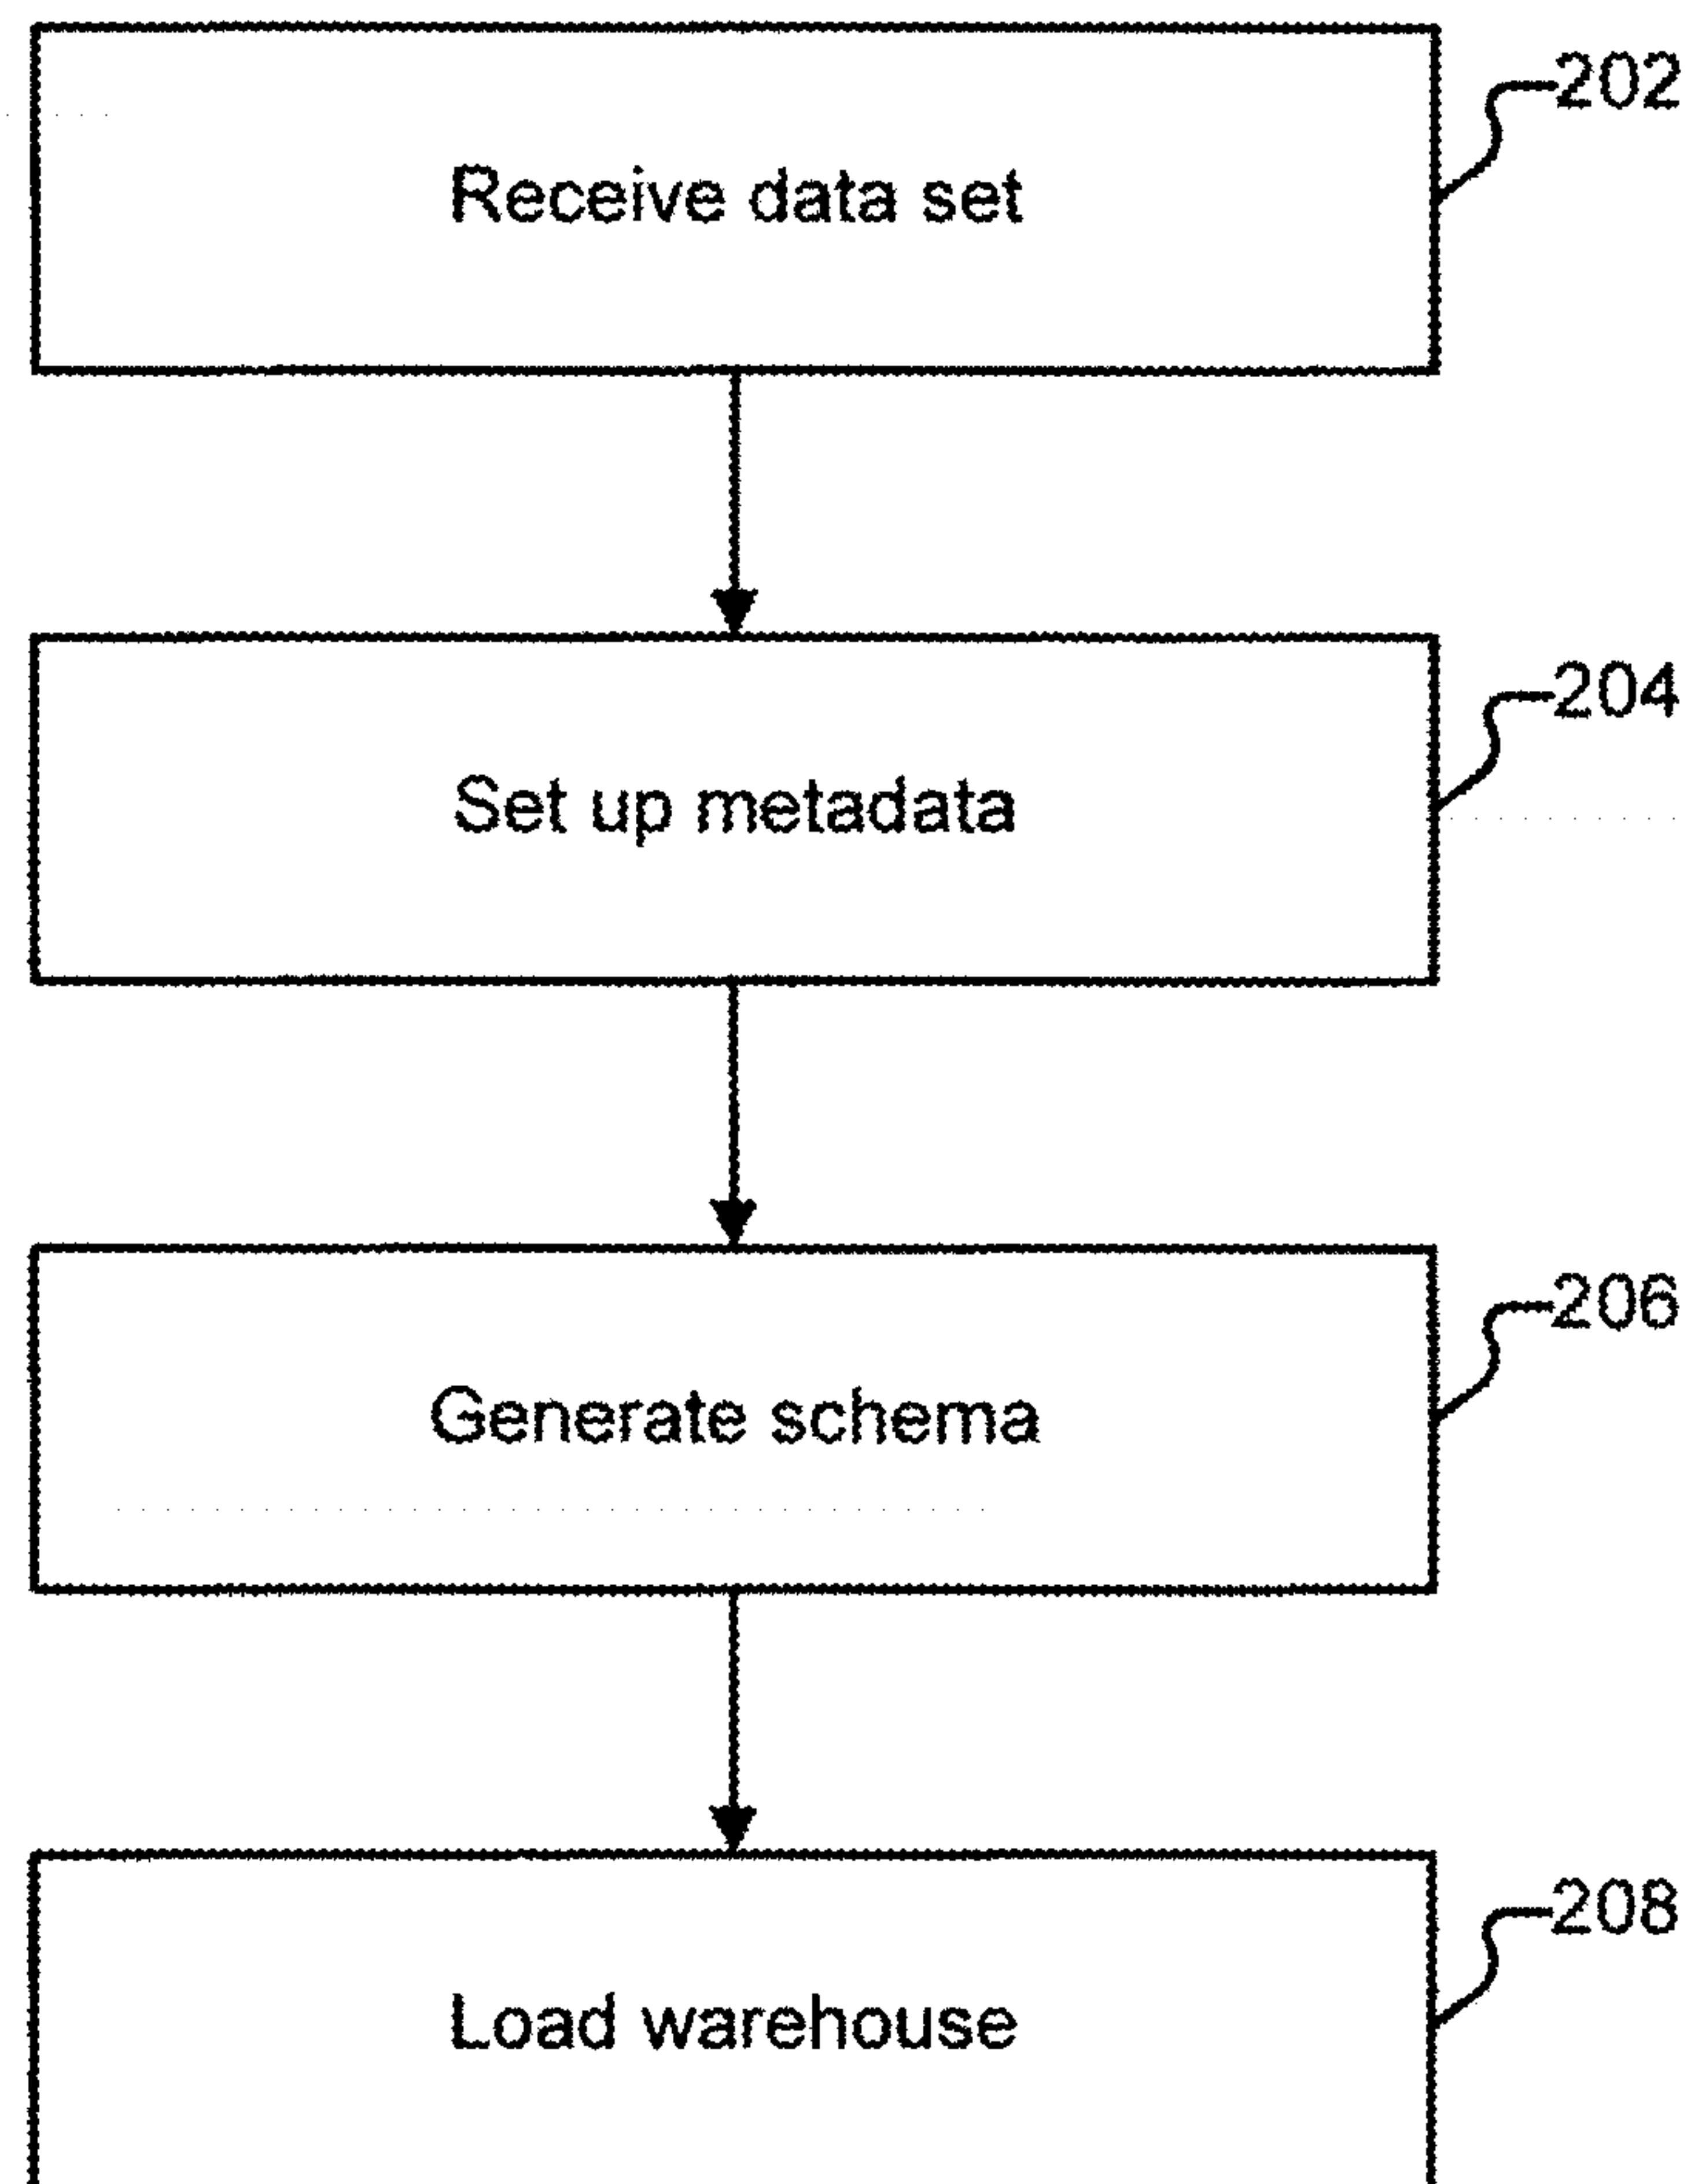 202
Receive data set
204
Set up metadata
206
Generate schema
208
Load warehouse